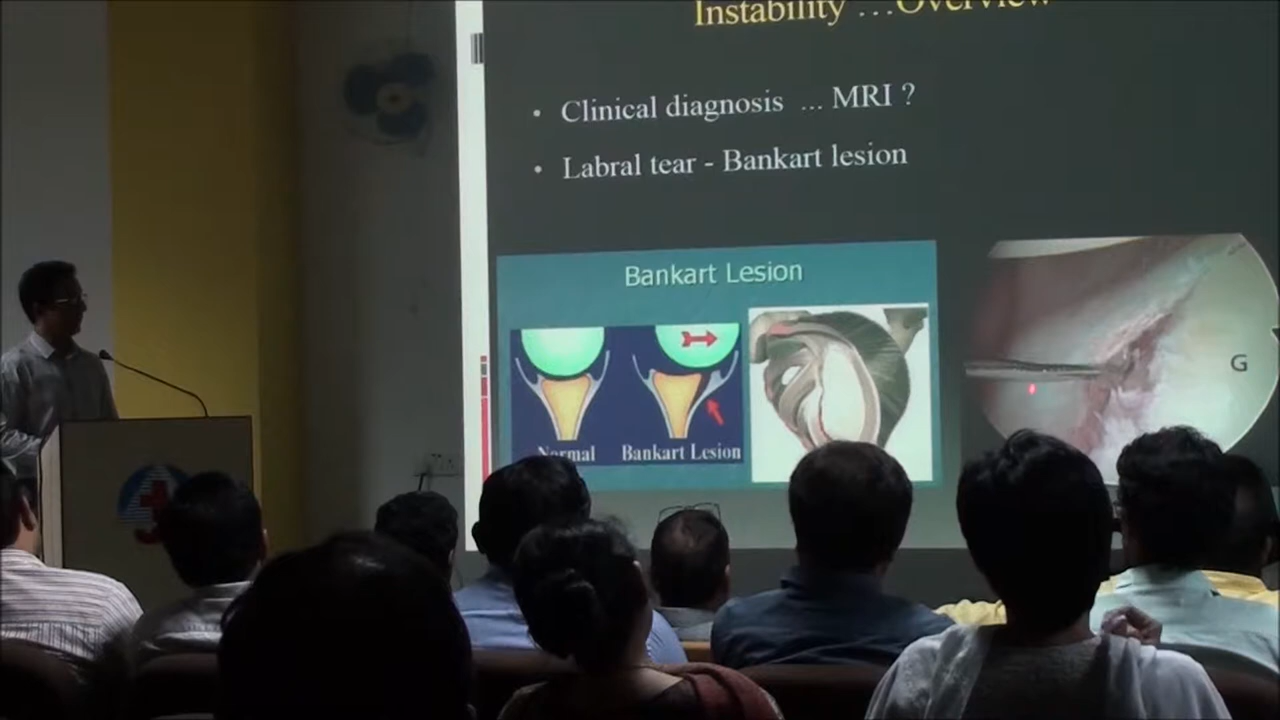 Instability ...Overview
• Clinical diagnosis ... MRI ?
• Labral tear - Bankart lesion
Bankart Lesion
Normal
Bankart Lesion
G